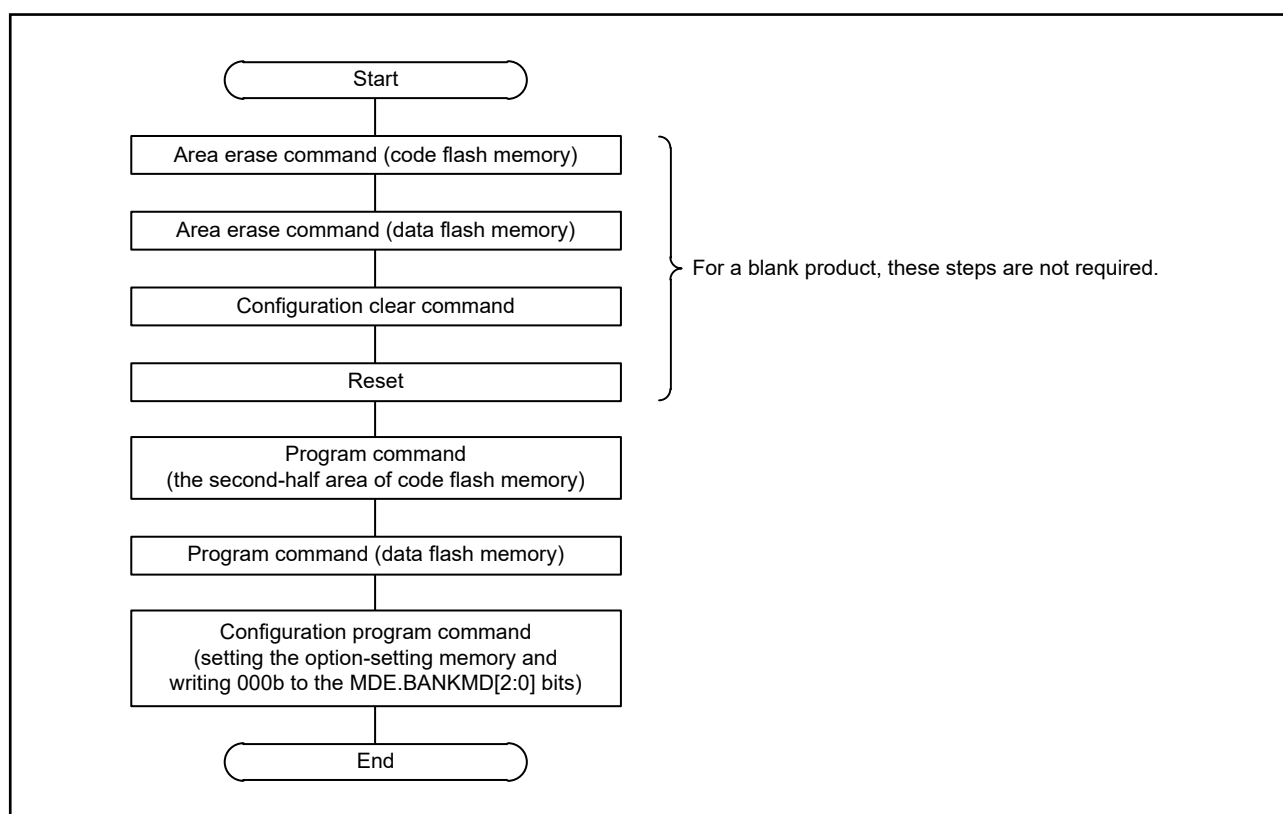 Start
Area erase command (code flash memory)
Area erase command (data flash memory)
For a blank product, these steps are not required.
Configuration clear command
Reset
Program command
(the second-half area of code flash memory)
Program command (data flash memory)
Configuration program command
(setting the option-setting memory and
writing 000b to the MDE.BANKMD[2:0] bits)
End